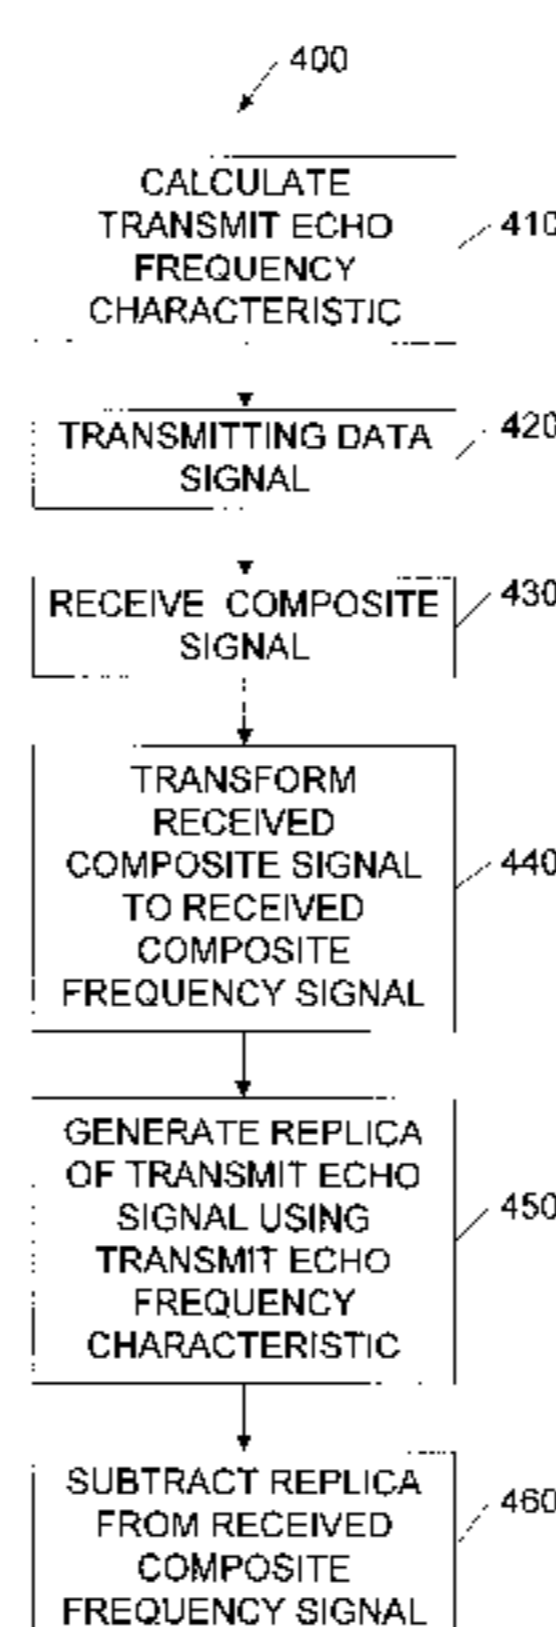 400
CALCULATE
TRANSMIT ECHO
FREQUENCY
CHARACTERISTIC
410
TRANSMITTING DATA
SIGNAL
420
RECEIVE COMPOSITE
SIGNAL
430
TRANSFORM
RECEIVED
COMPOSITE SIGNAL
TO RECEIVED
COMPOSITE
FREQUENCY SIGNAL
440
GENERATE REPLICA
OF TRANSMIT ECHO
SIGNAL USING
TRANSMIT ECHO
FREQUENCY
CHARACTERISTIC
450
SUBTRACT REPLICA
FROM RECEIVED
COMPOSITE
FREQUENCY SIGNAL
460